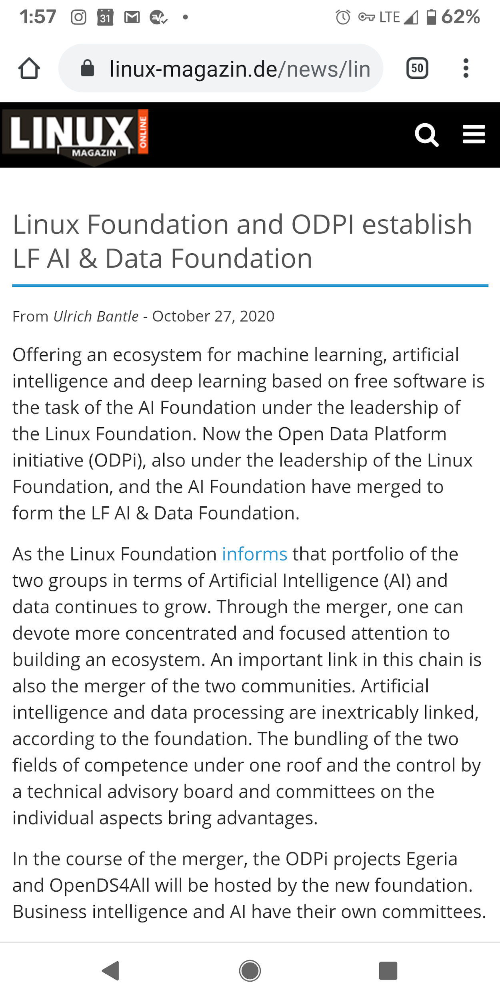 1:57
31
LTE
62%
linux-magazin.de/news/lin
50
LINUX
ONLINE
MAGAZIN
Linux Foundation and ODPI establish
LF AI & Data Foundation
From Ulrich Bantle - October 27, 2020
Offering an ecosystem for machine learning, artificial
intelligence and deep learning based on free software is
the task of the AI Foundation under the leadership of
the Linux Foundation. Now the Open Data Platform
initiative (ODPi), also under the leadership of the Linux
Foundation, and the AI Foundation have merged to
form the LF AI & Data Foundation.
As the Linux Foundation informs that portfolio of the
two groups in terms of Artificial Intelligence (AI) and
data continues to grow. Through the merger, one can
devote more concentrated and focused attention to
building an ecosystem. An important link in this chain is
also the merger of the two communities. Artificial
intelligence and data processing are inextricably linked,
according to the foundation. The bundling of the two
fields of competence under one roof and the control by
a technical advisory board and committees on the
individual aspects bring advantages.
In the course of the merger, the ODPi projects Egeria
and OpenDS4All will be hosted by the new foundation.
Business intelligence and AI have their own committees.